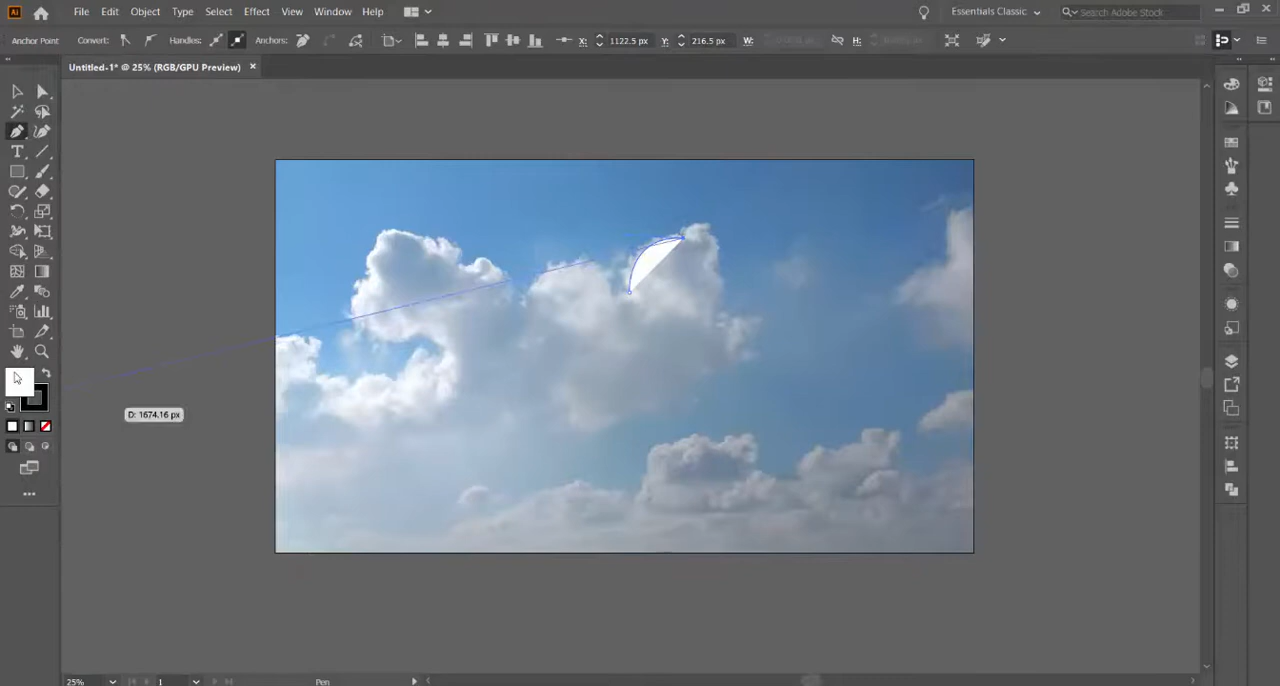 Ai File Edit Object Type Select Effect View Window Help Essentials Classic Search Adobe Stock
Anchor Point Convert: Handles: Anchors: X: 1122.5 px Y: 216.5 px W: H:
Untitled-1* @ 25% (RGB/GPU Preview) ×
T
D: 1674.16 px
25% 1 Pen